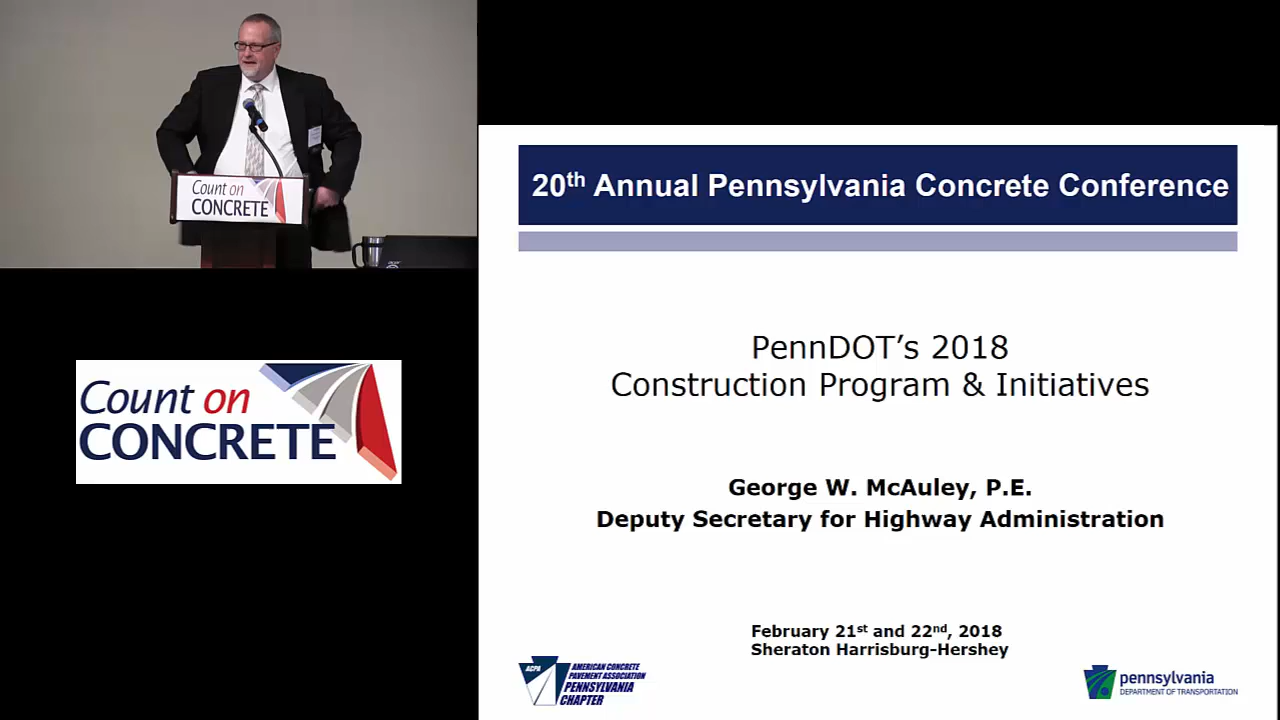 Count on
CONCRETE
Count on
CONCRETE
20th Annual Pennsylvania Concrete Conference
PennDOT’s 2018
Construction Program & Initiatives
George W. McAuley, P.E.
Deputy Secretary for Highway Administration
February 21st and 22nd, 2018
Sheraton Harrisburg-Hershey
ACPA
AMERICAN CONCRETE
PAVEMENT ASSOCIATION
PENNSYLVANIA
CHAPTER
pennsylvania
DEPARTMENT OF TRANSPORTATION